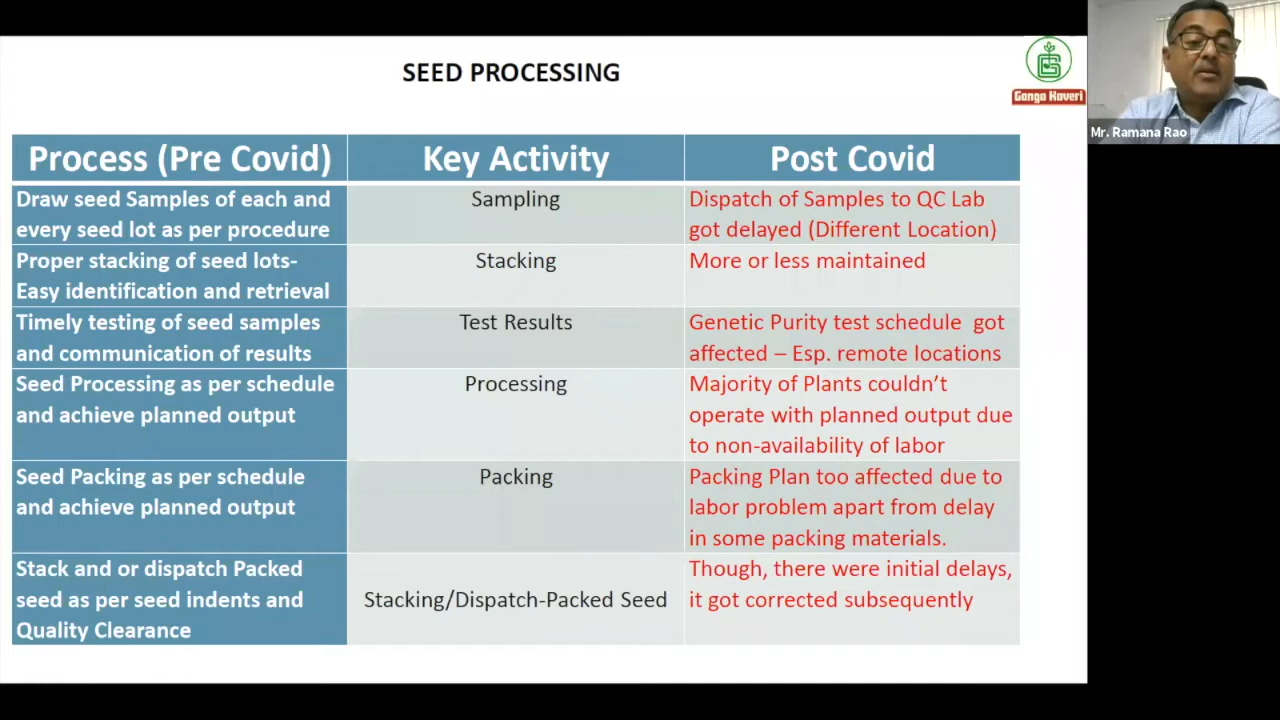 SEED PROCESSING
Ganga Kaveri
Mr. Ramana Rao
Process (Pre Covid)
Key Activity
Post Covid
Draw seed Samples of each and
every seed lot as per procedure
Sampling
Dispatch of Samples to QC Lab
got delayed (Different Location)
Proper stacking of seed lots-
Easy identification and retrieval
Stacking
More or less maintained
Timely testing of seed samples
and communication of results
Test Results
Genetic Purity test schedule got
affected – Esp. remote locations
Seed Processing as per schedule
and achieve planned output
Processing
Majority of Plants couldn’t
operate with planned output due
to non-availability of labor
Seed Packing as per schedule
and achieve planned output
Packing
Packing Plan too affected due to
labor problem apart from delay
in some packing materials.
Stack and or dispatch Packed
seed as per seed indents and
Quality Clearance
Stacking/Dispatch-Packed Seed
Though, there were initial delays,
it got corrected subsequently